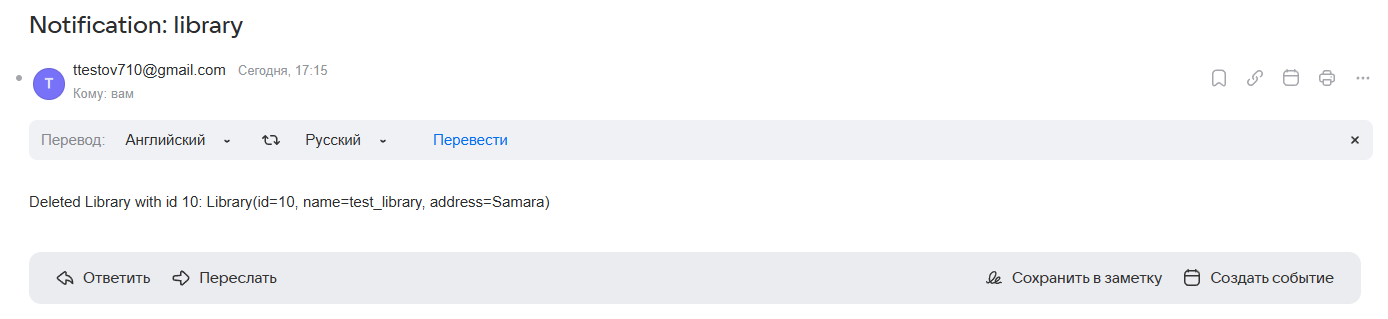 Notification: library
T
ttestov710@gmail.com Сегодня, 17:15
Кому: вам
Перевод: Английский Русский Перевести
Deleted Library with id 10: Library(id=10, name=test_library, address=Samara)
Ответить Переслать Сохранить в заметку Создать событие